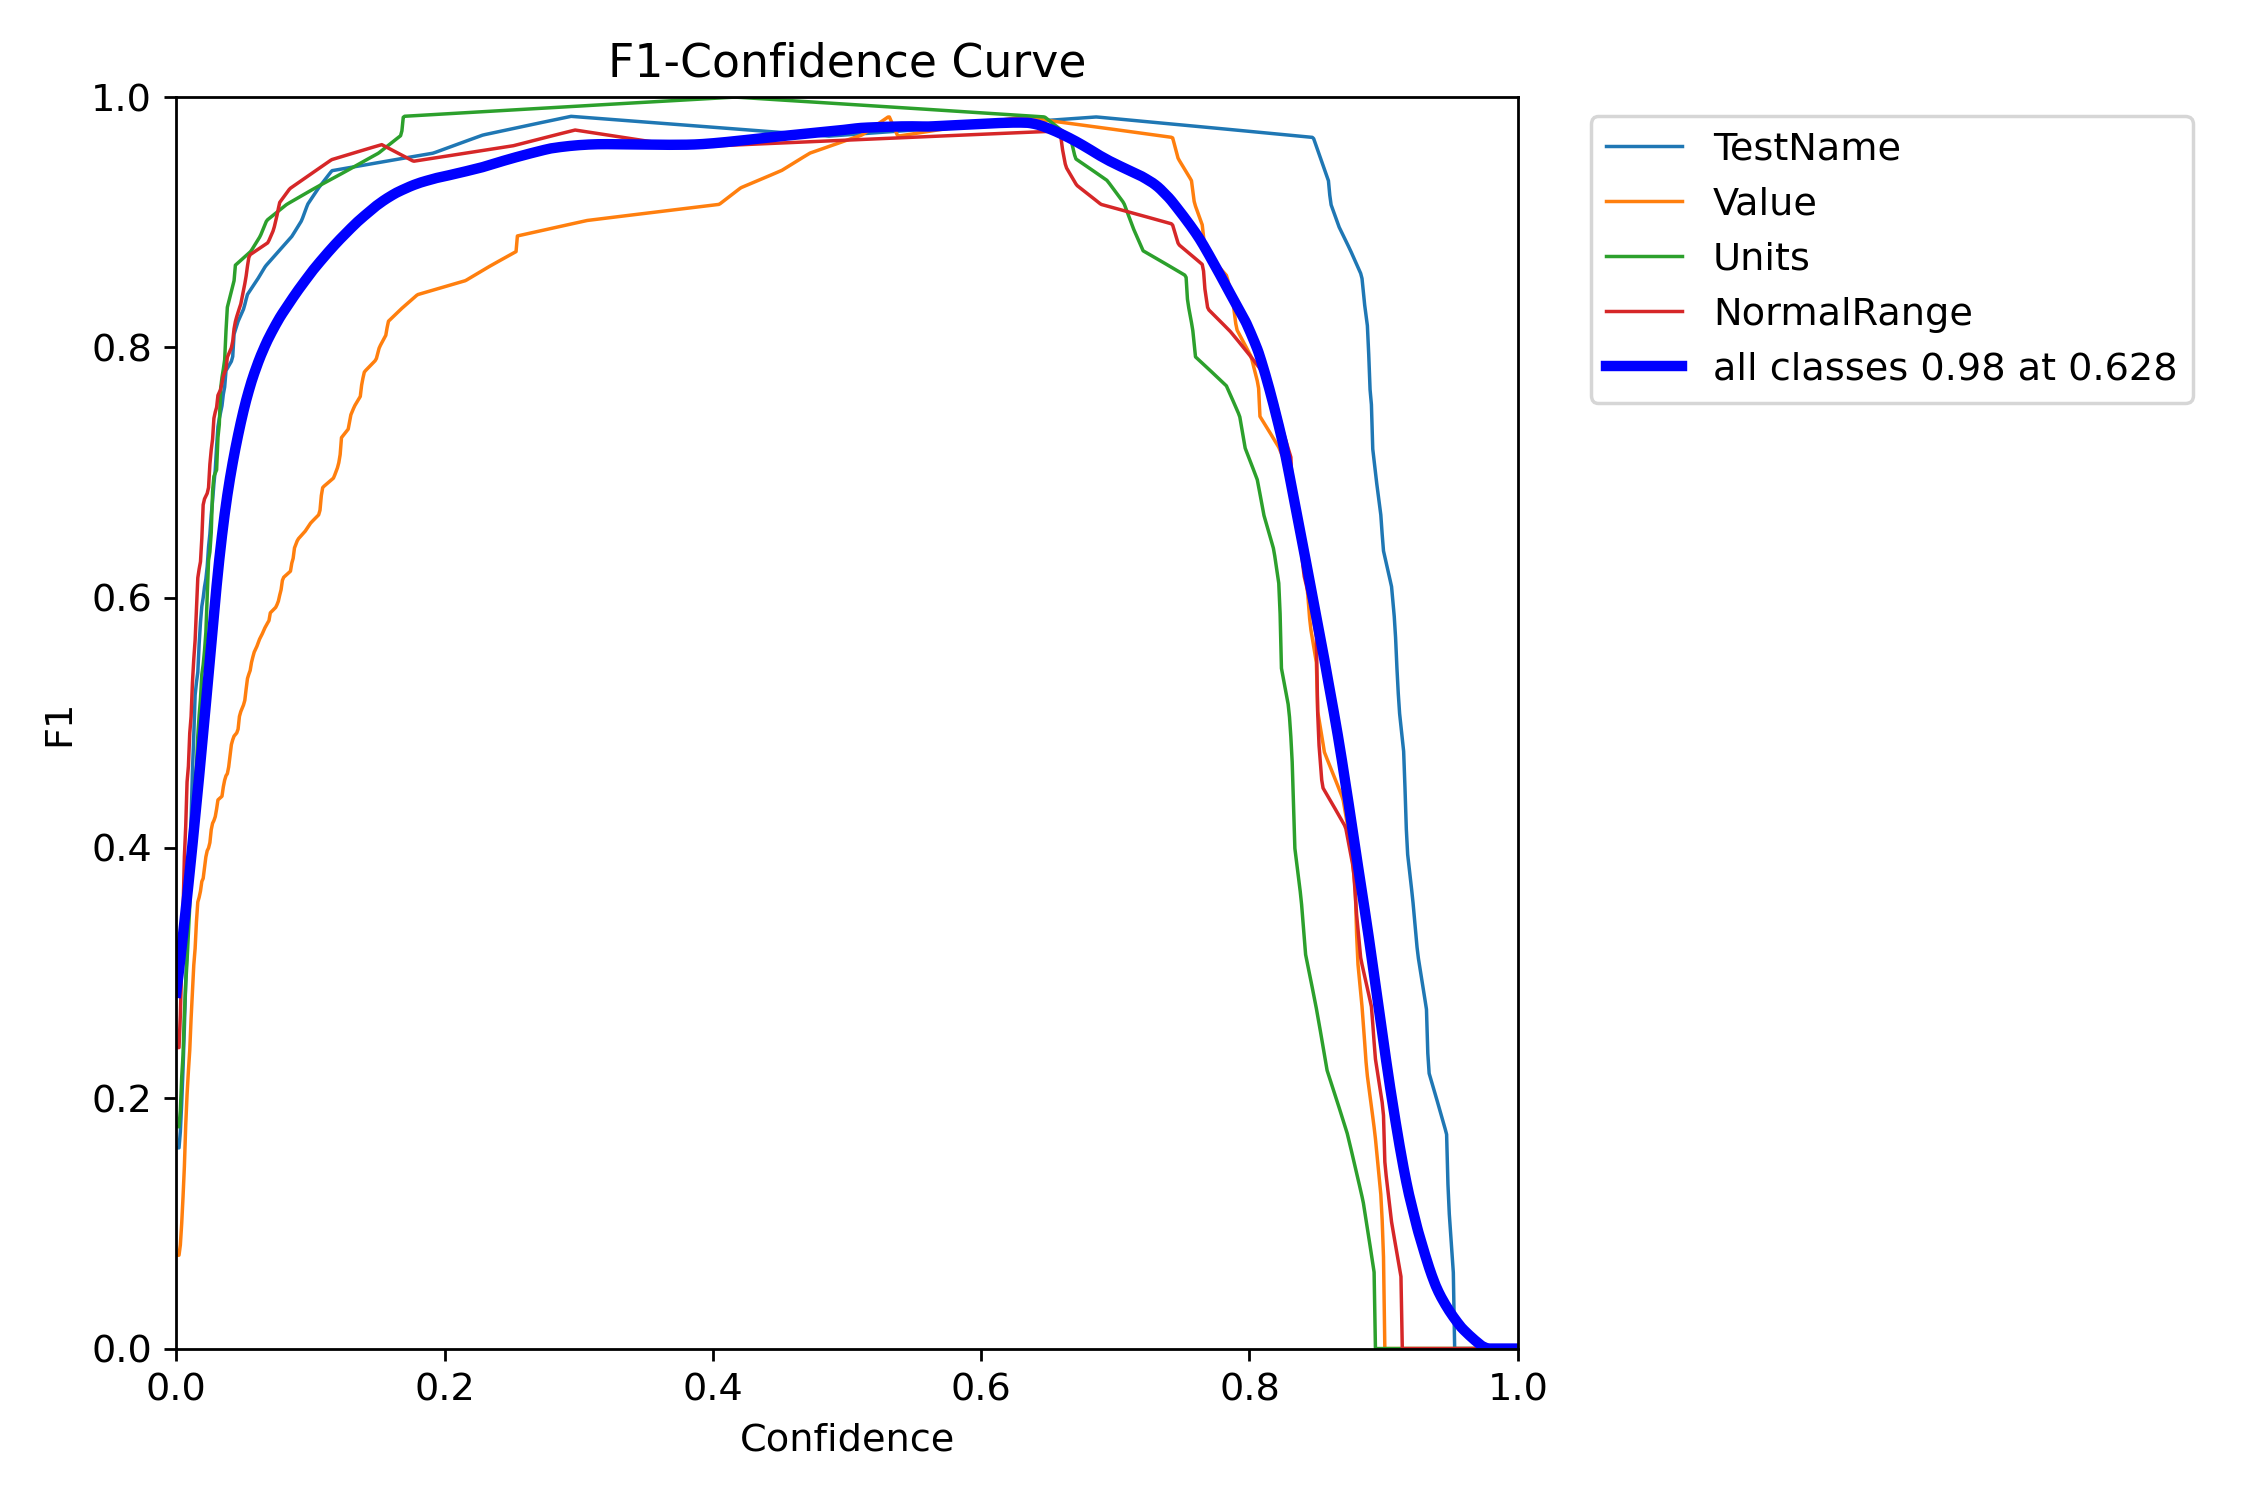 F1-Confidence Curve
1.0
0.8
0.6
0.4
0.2
0.0
F1
0.0 0.2 0.4 0.6 0.8 1.0
Confidence
TestName
Value
Units
NormalRange
all classes 0.98 at 0.628